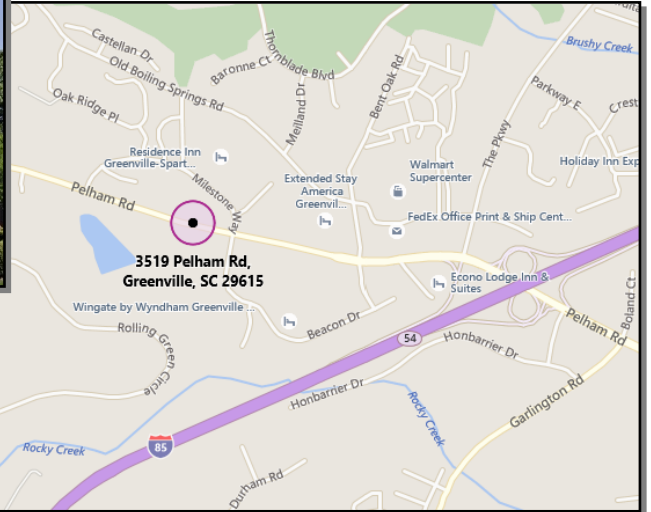 Castellan Dr
Old Boiling Springs Rd
Baronne Ct
Thornblade Blvd
Meilland Dr
Bent Oak Rd
Brushy Creek
Parkway E
Crest
The Pkwy
Oak Ridge Pl
Residence Inn
Greenville-Spart...
Milestone Way
Extended Stay
America
Greenvil...
Walmart
Supercenter
Holiday Inn Exp
FedEx Office Print & Ship Cent...
Pelham Rd
3519 Pelham Rd,
Greenville, SC 29615
Econo Lodge Inn &
Suites
Boland Ct
Wingate by Wyndham Greenville ...
Beacon Dr
Pelham Rd
Rolling Green
Circle
54
Honbarrier Dr
Honbarrier Dr
Garlington Rd
Rocky Creek
Rocky Creek
85
Durham Rd